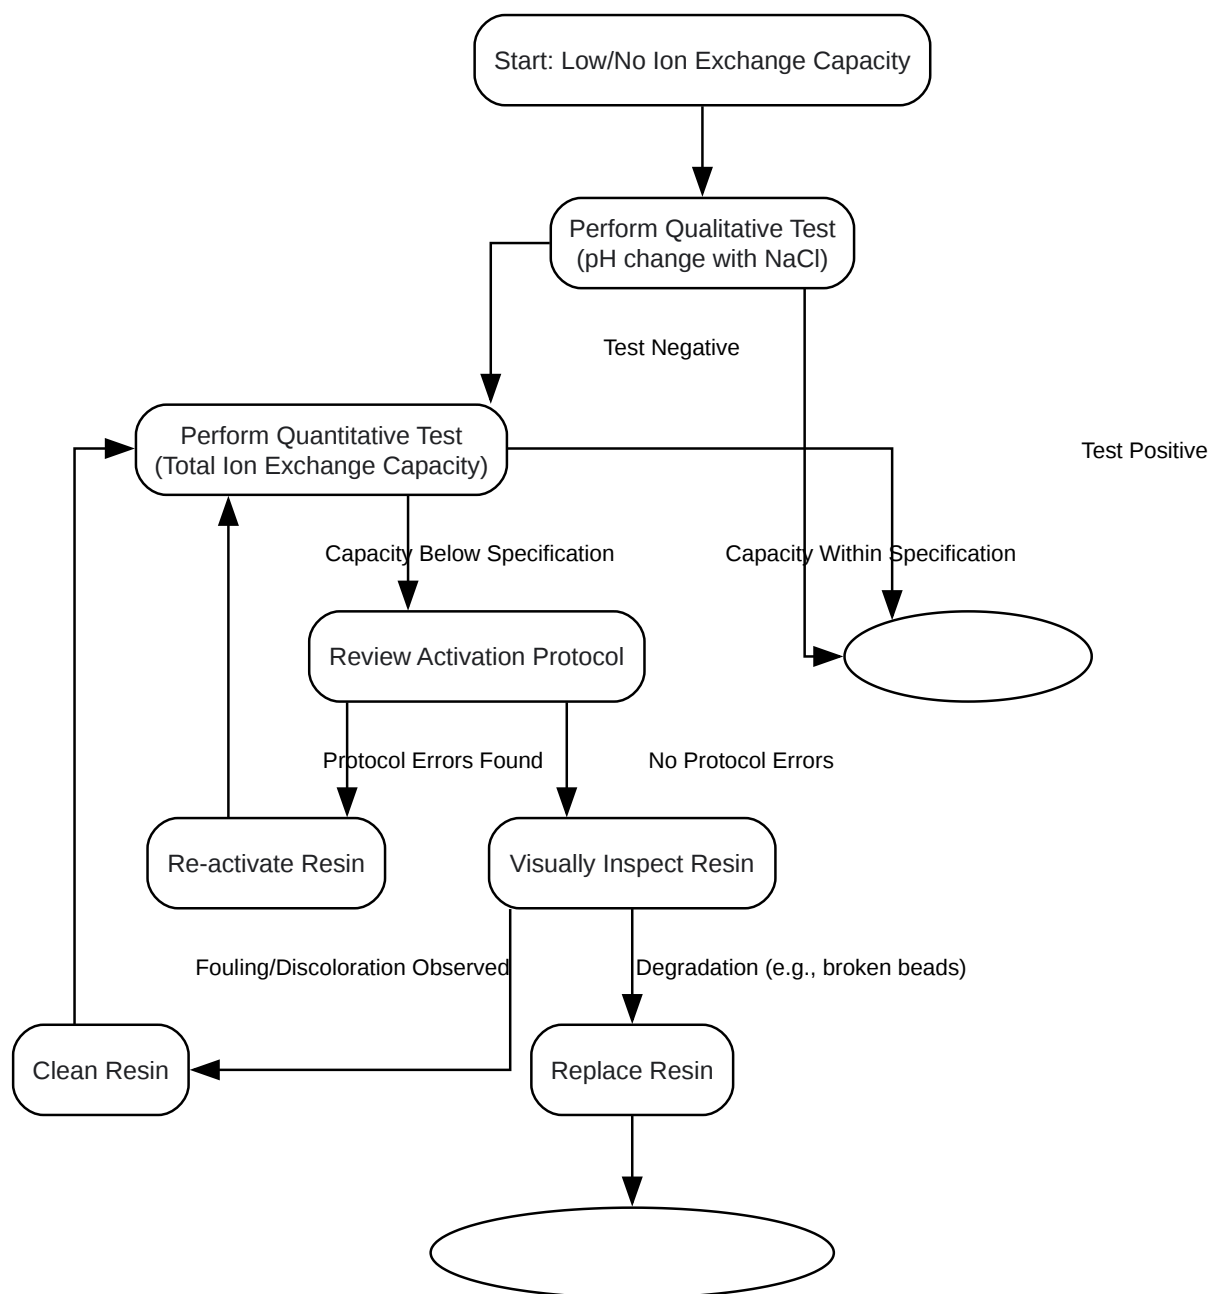 Start: Low/No Ion Exchange Capacity
Perform Qualitative Test
(pH change with NaCl)
Test Negative
Perform Quantitative Test
(Total Ion Exchange Capacity)
Test Positive
Capacity Below Specification
Capacity Within Specification
Review Activation Protocol
Protocol Errors Found
No Protocol Errors
Re-activate Resin
Visually Inspect Resin
Fouling/Discoloration Observed
Degradation (e.g., broken beads)
Clean Resin
Replace Resin